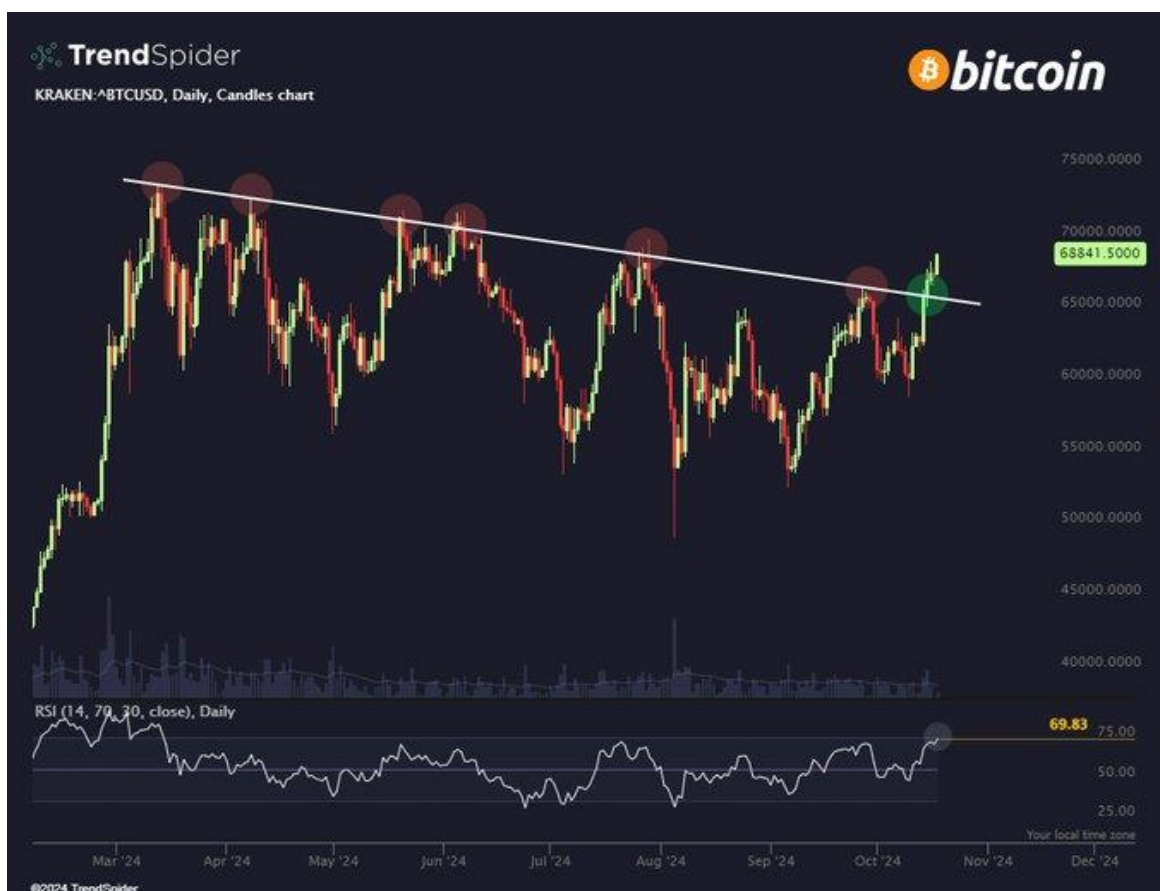 TrendSpider
bitcoin
KRAKEN:^BTCUSD, Daily, Candles chart
75000.0000
70000.0000
68841.5000
65000.0000
60000.0000
55000.0000
50000.0000
45000.0000
40000.0000
RSI (14, 70, 30, close), Daily
69.83
75.00
50.00
25.00
Your local time zone
Mar '24 Apr '24 May '24 Jun '24 Jul '24 Aug '24 Sep '24 Oct '24 Nov '24 Dec '24
©2024 TrendSpider